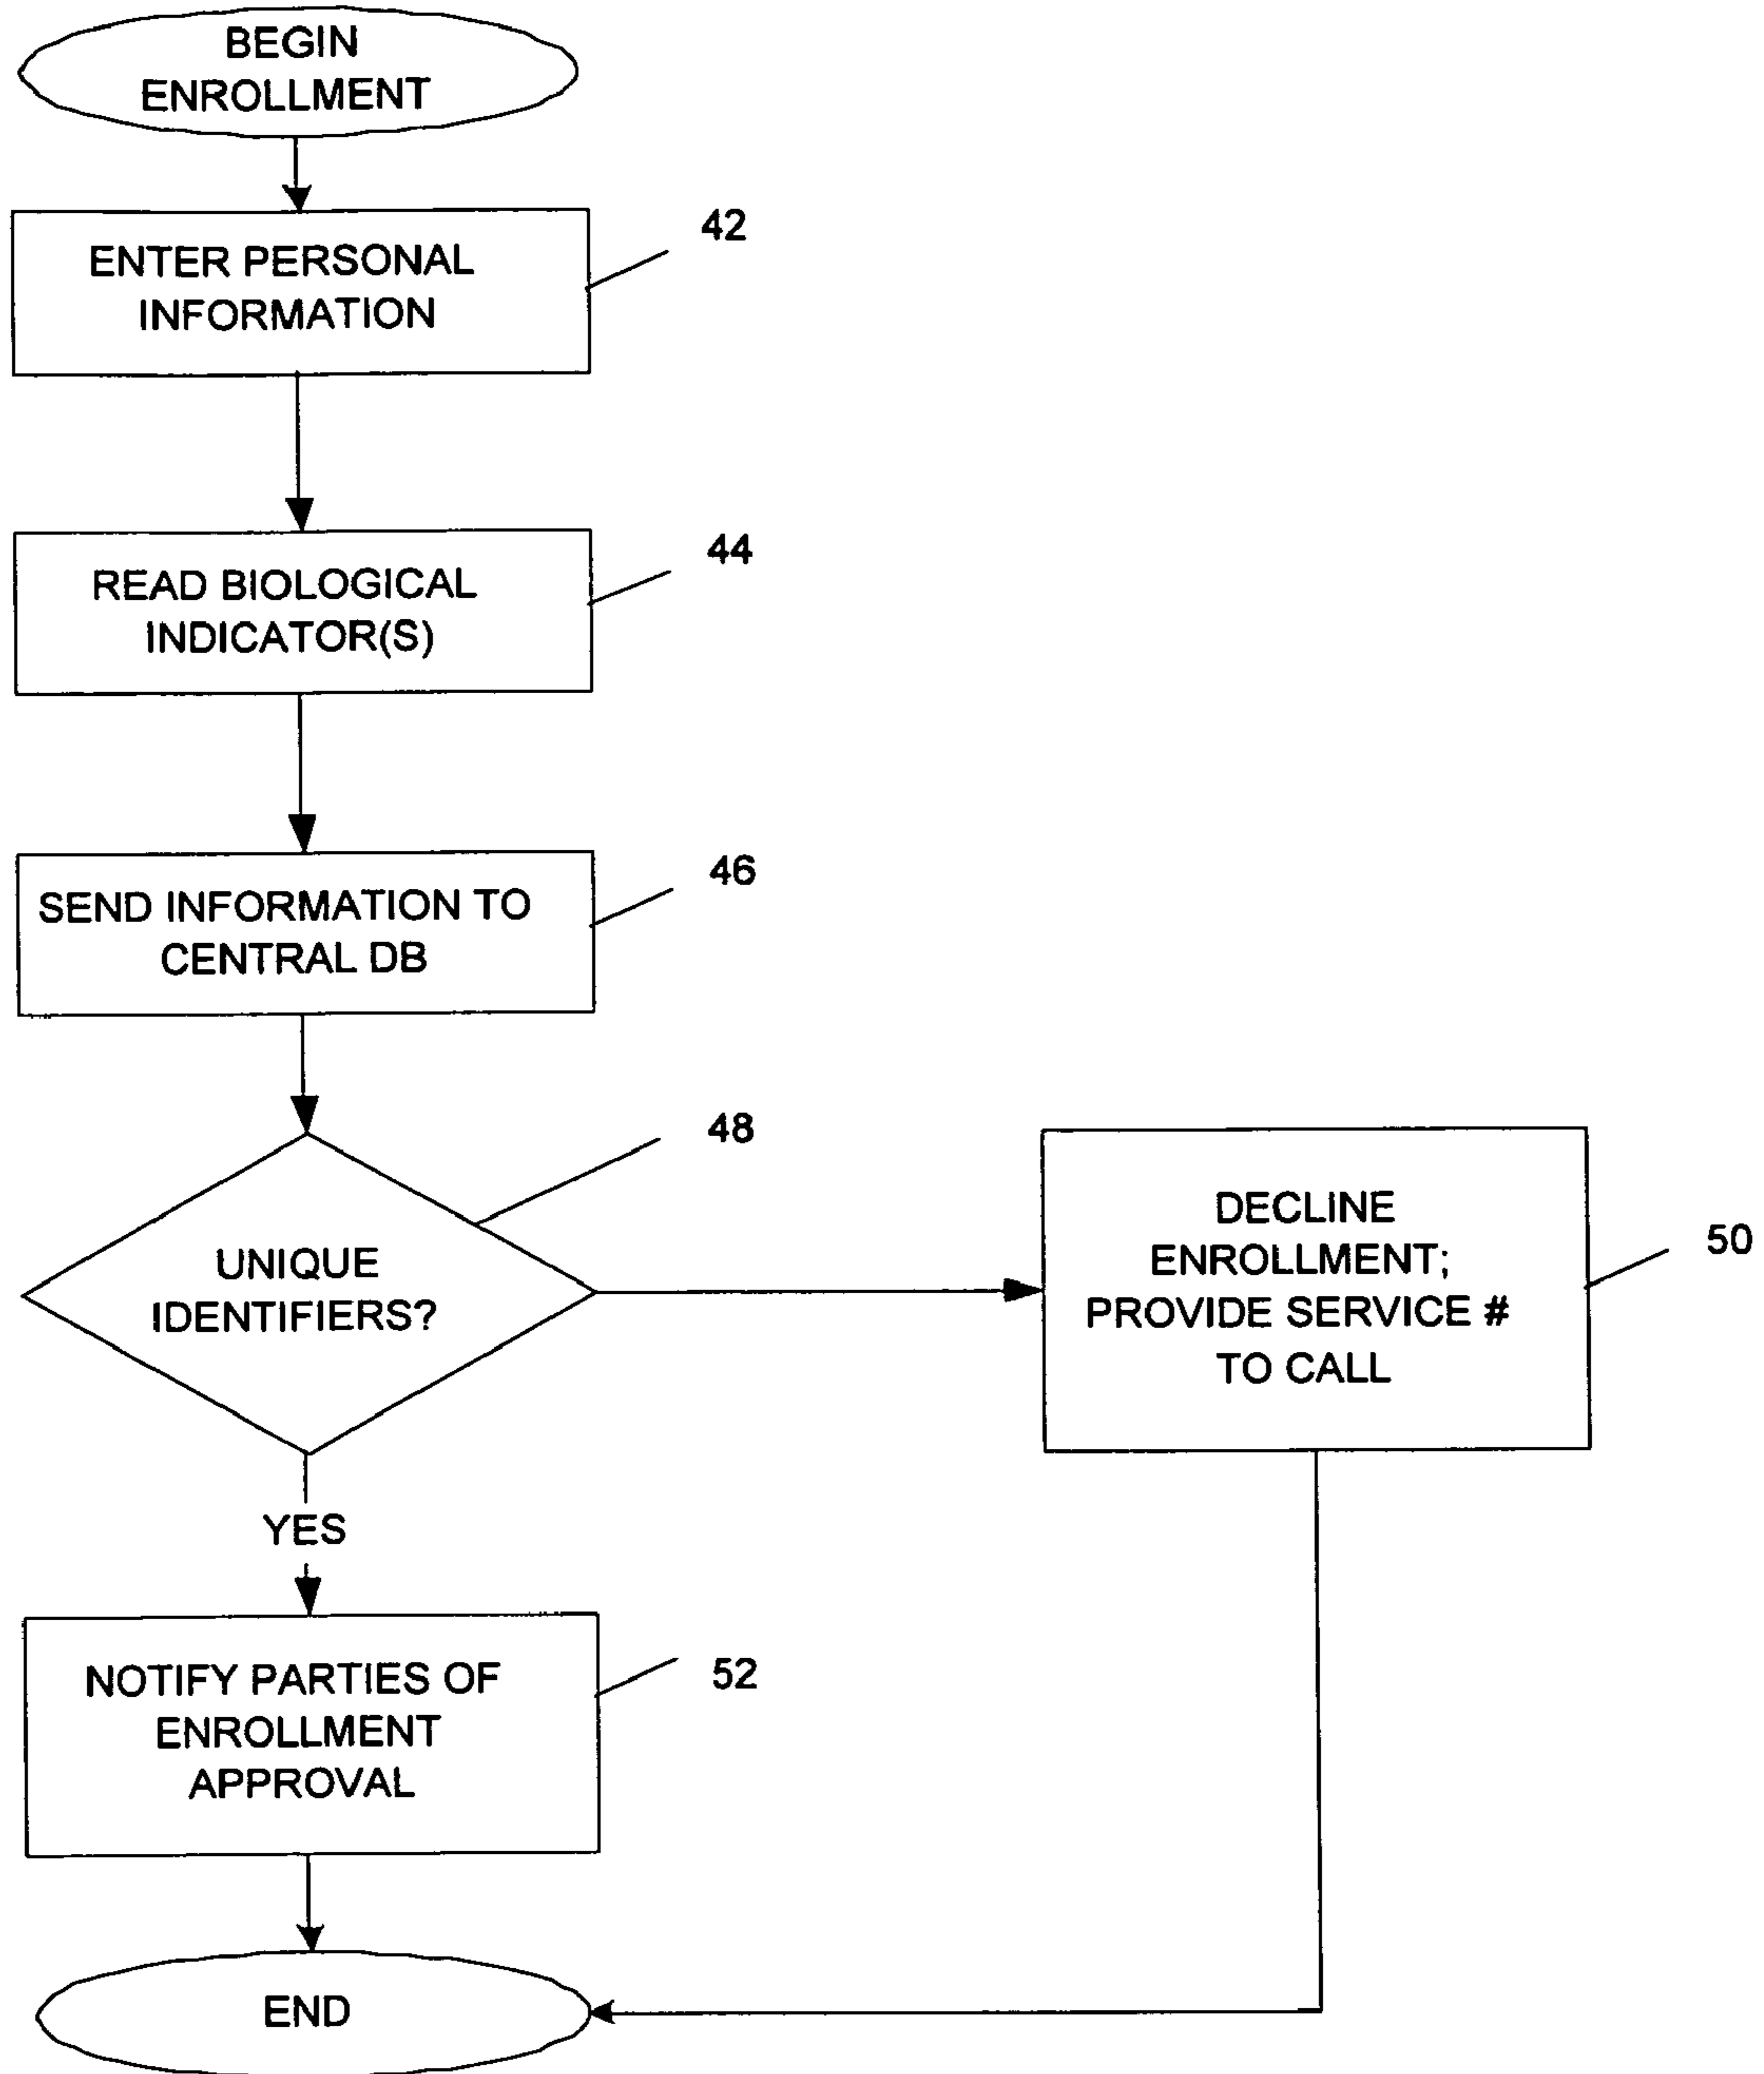 BEGIN
ENROLLMENT
42
ENTER PERSONAL
INFORMATION
44
READ BIOLOGICAL
INDICATOR(S)
46
SEND INFORMATION TO
CENTRAL DB
48
UNIQUE
IDENTIFIERS?
DECLINE
ENROLLMENT;
PROVIDE SERVICE #
TO CALL
50
YES
NOTIFY PARTIES OF
ENROLLMENT
APPROVAL
52
END